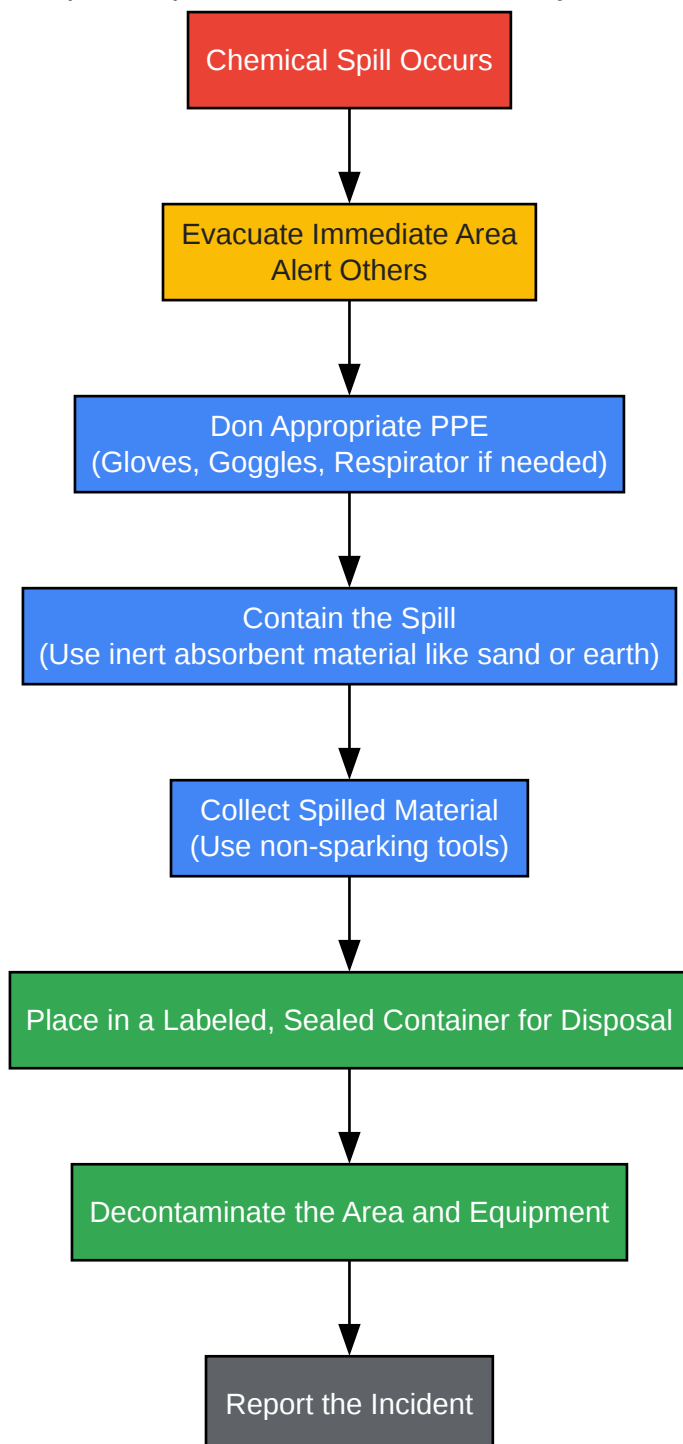 Chemical Spill Occurs
Evacuate Immediate Area
Alert Others
Don Appropriate PPE
(Gloves, Goggles, Respirator if needed)
Contain the Spill
(Use inert absorbent material like sand or earth)
Collect Spilled Material
(Use non-sparking tools)
Place in a Labeled, Sealed Container for Disposal
Decontaminate the Area and Equipment
Report the Incident